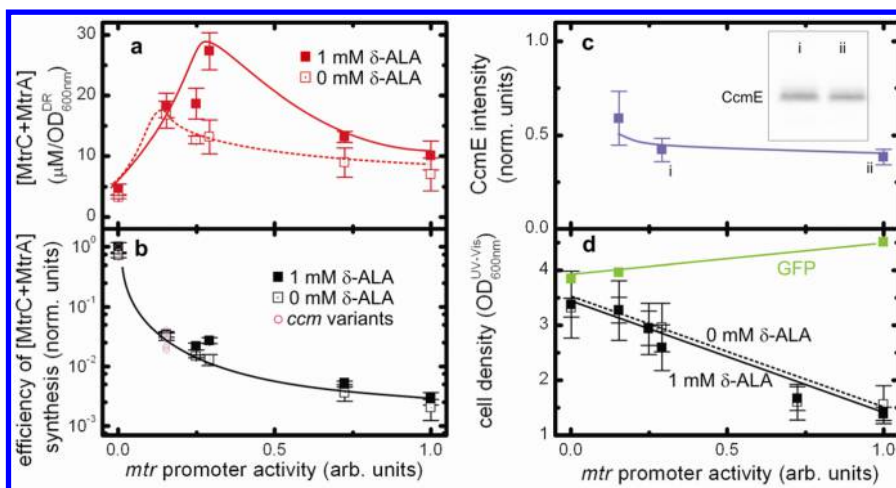 a
30
20
10
0
[MtrC+MtrA]
(μM/OD600nm^DR)
1 mM δ-ALA
0 mM δ-ALA
b
10^0
10^-1
10^-2
10^-3
efficiency of [MtrC+MtrA]
synthesis (norm. units)
1 mM δ-ALA
0 mM δ-ALA
ccm variants
0.0 0.5 1.0
mtr promoter activity (arb. units)
c
1.0
0.5
0.0
CcmE intensity
(norm. units)
i ii
CcmE
i
ii
d
4
3
2
1
cell density (OD600nm^UV-Vis)
GFP
0 mM δ-ALA
1 mM δ-ALA
0.0 0.5 1.0
mtr promoter activity (arb. units)